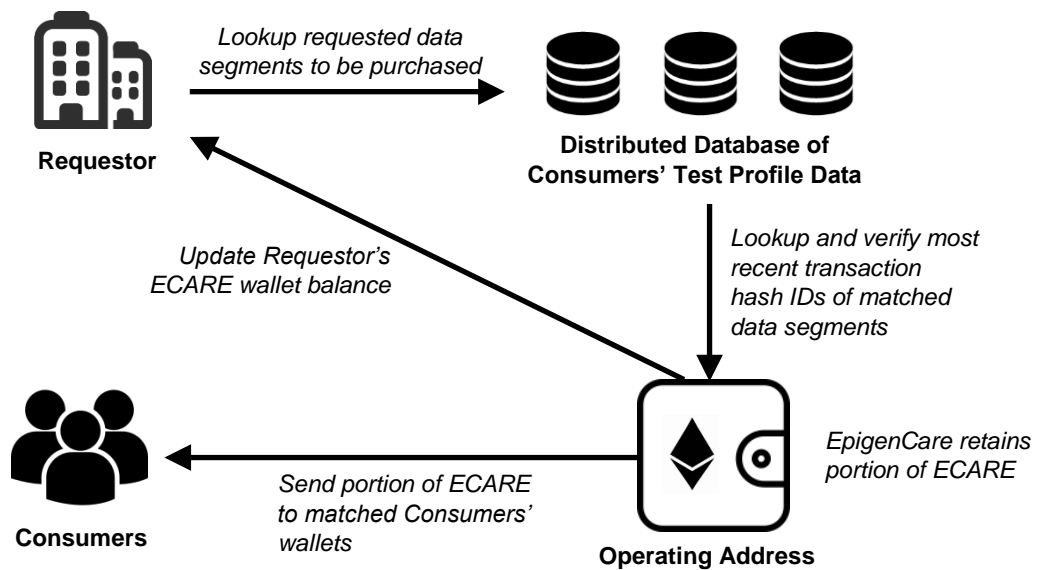 Lookup requested data
segments to be purchased
Requestor
Distributed Database of
Consumers’ Test Profile Data
Update Requestor’s
ECARE wallet balance
Lookup and verify most
recent transaction
hash IDs of matched
data segments
EpigenCare retains
portion of ECARE
Send portion of ECARE
to matched Consumers’
wallets
Consumers
Operating Address